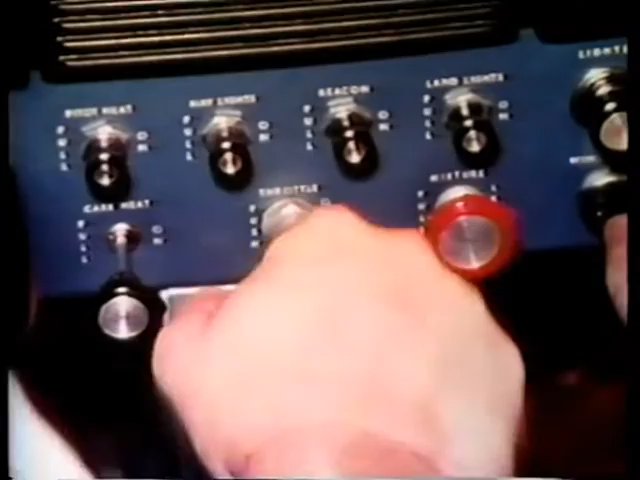 PITOT HEAT
NAV LIGHTS
BEACON
LAND LIGHTS
LIGHTS
PULL
ON
PULL
ON
PULL
ON
PULL
ON
CARB HEAT
THROTTLE
MIXTURE
PULL
ON